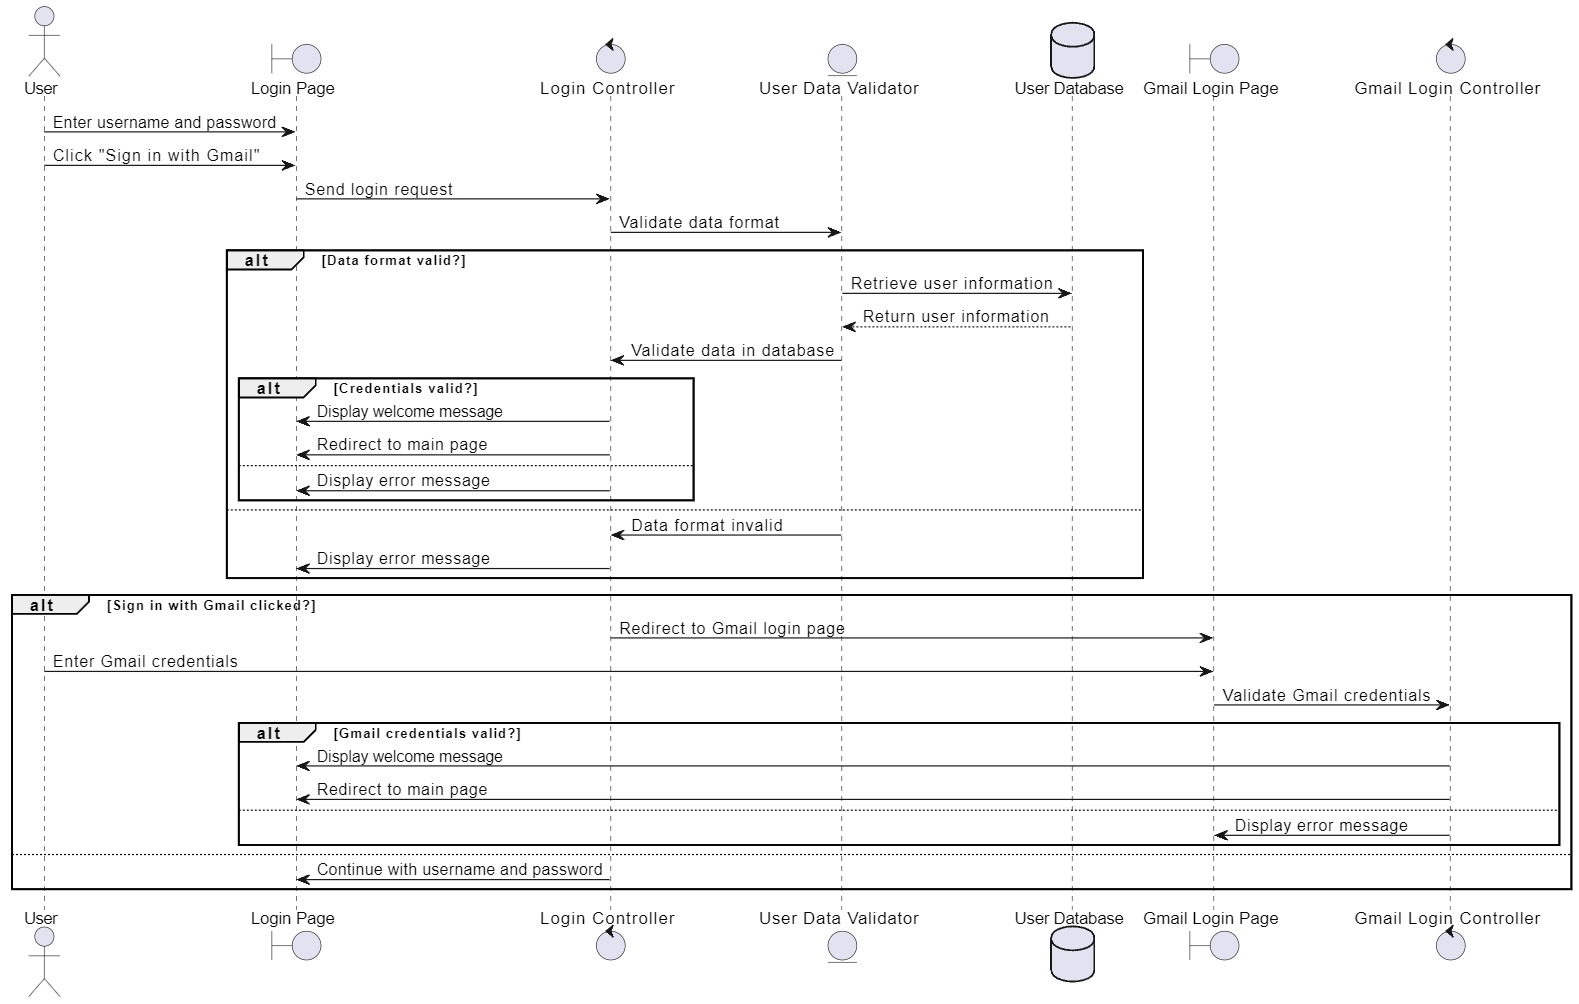 User
Login Page
Login Controller
User Data Validator
User Database
Gmail Login Page
Gmail Login Controller
Enter username and password
Click "Sign in with Gmail"
Send login request
Validate data format
alt [Data format valid?]
Retrieve user information
Return user information
Validate data in database
alt [Credentials valid?]
Display welcome message
Redirect to main page
Display error message
Data format invalid
Display error message
alt [Sign in with Gmail clicked?]
Redirect to Gmail login page
Enter Gmail credentials
Validate Gmail credentials
alt [Gmail credentials valid?]
Display welcome message
Redirect to main page
Display error message
Continue with username and password
User
Login Page
Login Controller
User Data Validator
User Database
Gmail Login Page
Gmail Login Controller